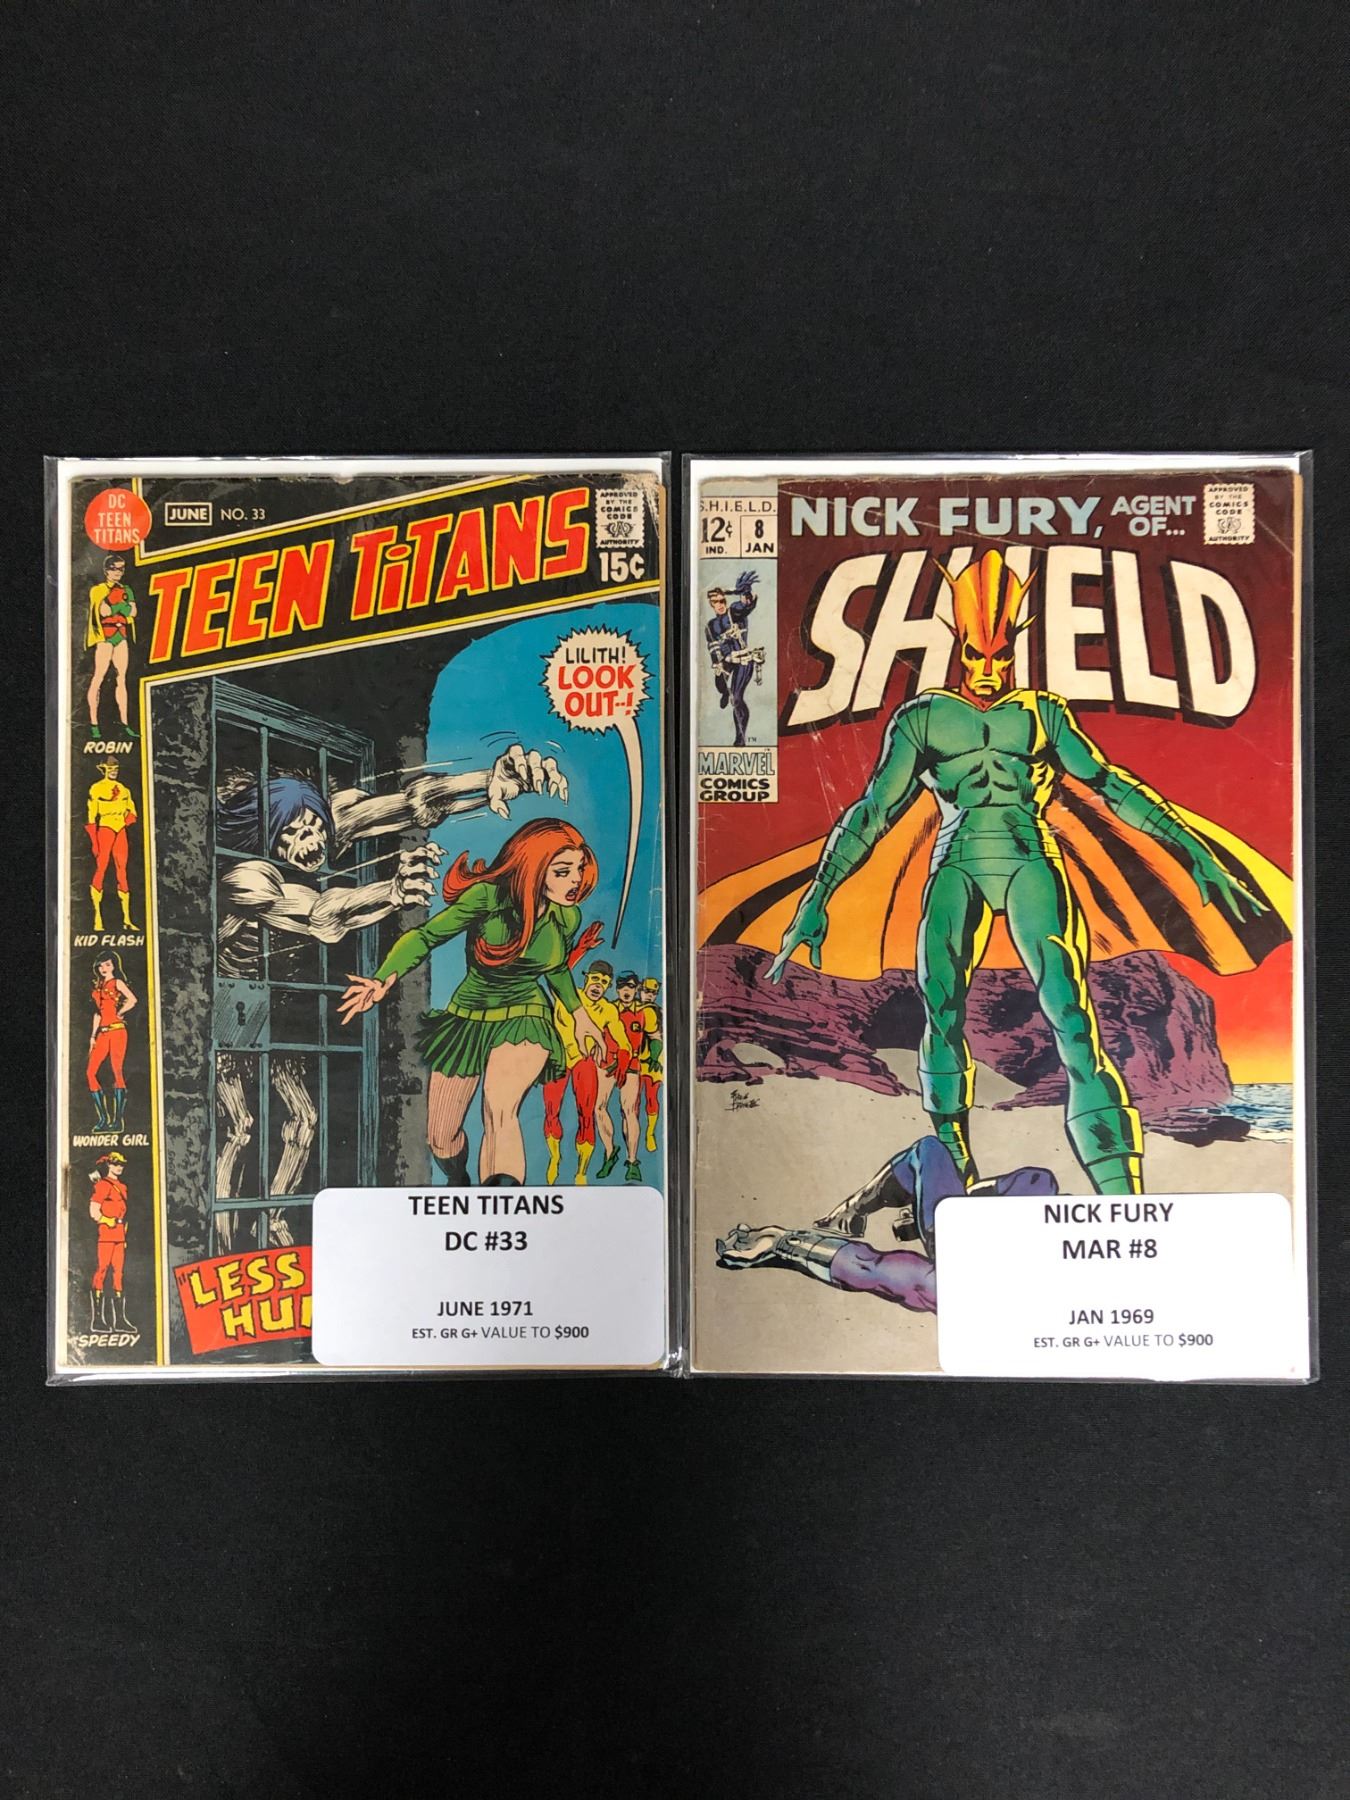 DC
TEEN
TITANS
JUNE NO. 33
TEEN TITANS
APPROVED
BY THE
COMICS
CODE
AUTHORITY
15¢
LILITH!
LOOK
OUT--!
ROBIN
KID FLASH
WONDER GIRL
SPEEDY
"LESS
HU
TEEN TITANS
DC #33
JUNE 1971
EST. GR G+ VALUE TO $900
S.H.I.E.L.D.
12¢ 8
IND. JAN
MARVEL
COMICS
GROUP
NICK FURY, AGENT
OF...
SHIELD
APPROVED
BY THE
COMICS
CODE
AUTHORITY
NICK FURY
MAR #8
JAN 1969
EST. GR G+ VALUE TO $900